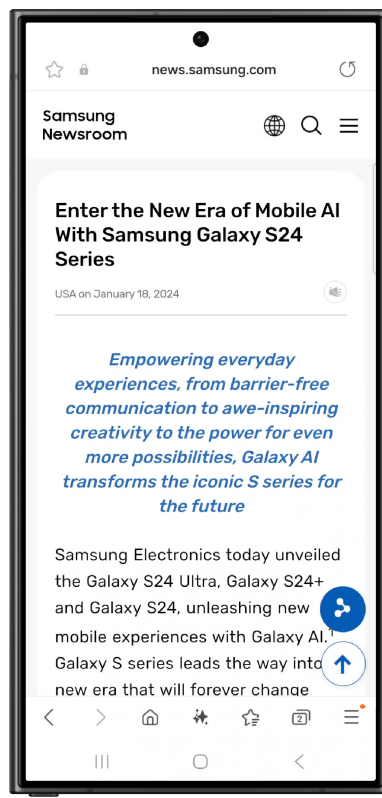 news.samsung.com
Samsung
Newsroom
Enter the New Era of Mobile AI
With Samsung Galaxy S24
Series
USA on January 18, 2024
Empowering everyday
experiences, from barrier-free
communication to awe-inspiring
creativity to the power for even
more possibilities, Galaxy AI
transforms the iconic S series for
the future
Samsung Electronics today unveiled
the Galaxy S24 Ultra, Galaxy S24+
and Galaxy S24, unleashing new
mobile experiences with Galaxy AI.1
Galaxy S series leads the way into
new era that will forever change
2